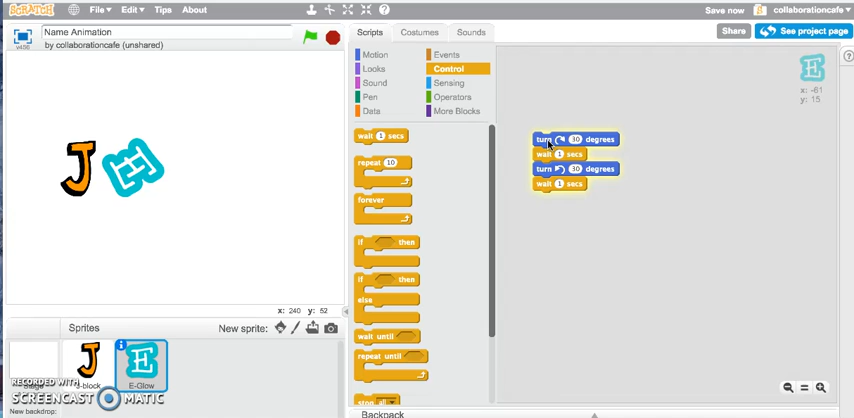 SCRATCH File▾ Edit▾ Tips About Save now collaborationcafe▾
Name Animation
by collaborationcafe (unshared)
v456
Scripts Costumes Sounds
Share See project page
Motion Events
Looks Control
Sound Sensing
Pen Operators
Data More Blocks
E
x: -61
y: 15
J E
wait 1 secs
repeat 10
forever
if then
if then
else
wait until
repeat until
stop all
turn 30 degrees
wait 1 secs
turn 30 degrees
wait 1 secs
x: 240 y: 52
Sprites New sprite:
J E
Stage J-block E-Glow
RECORDED WITH
SCREENCAST MATIC
New backdrop:
Backpack